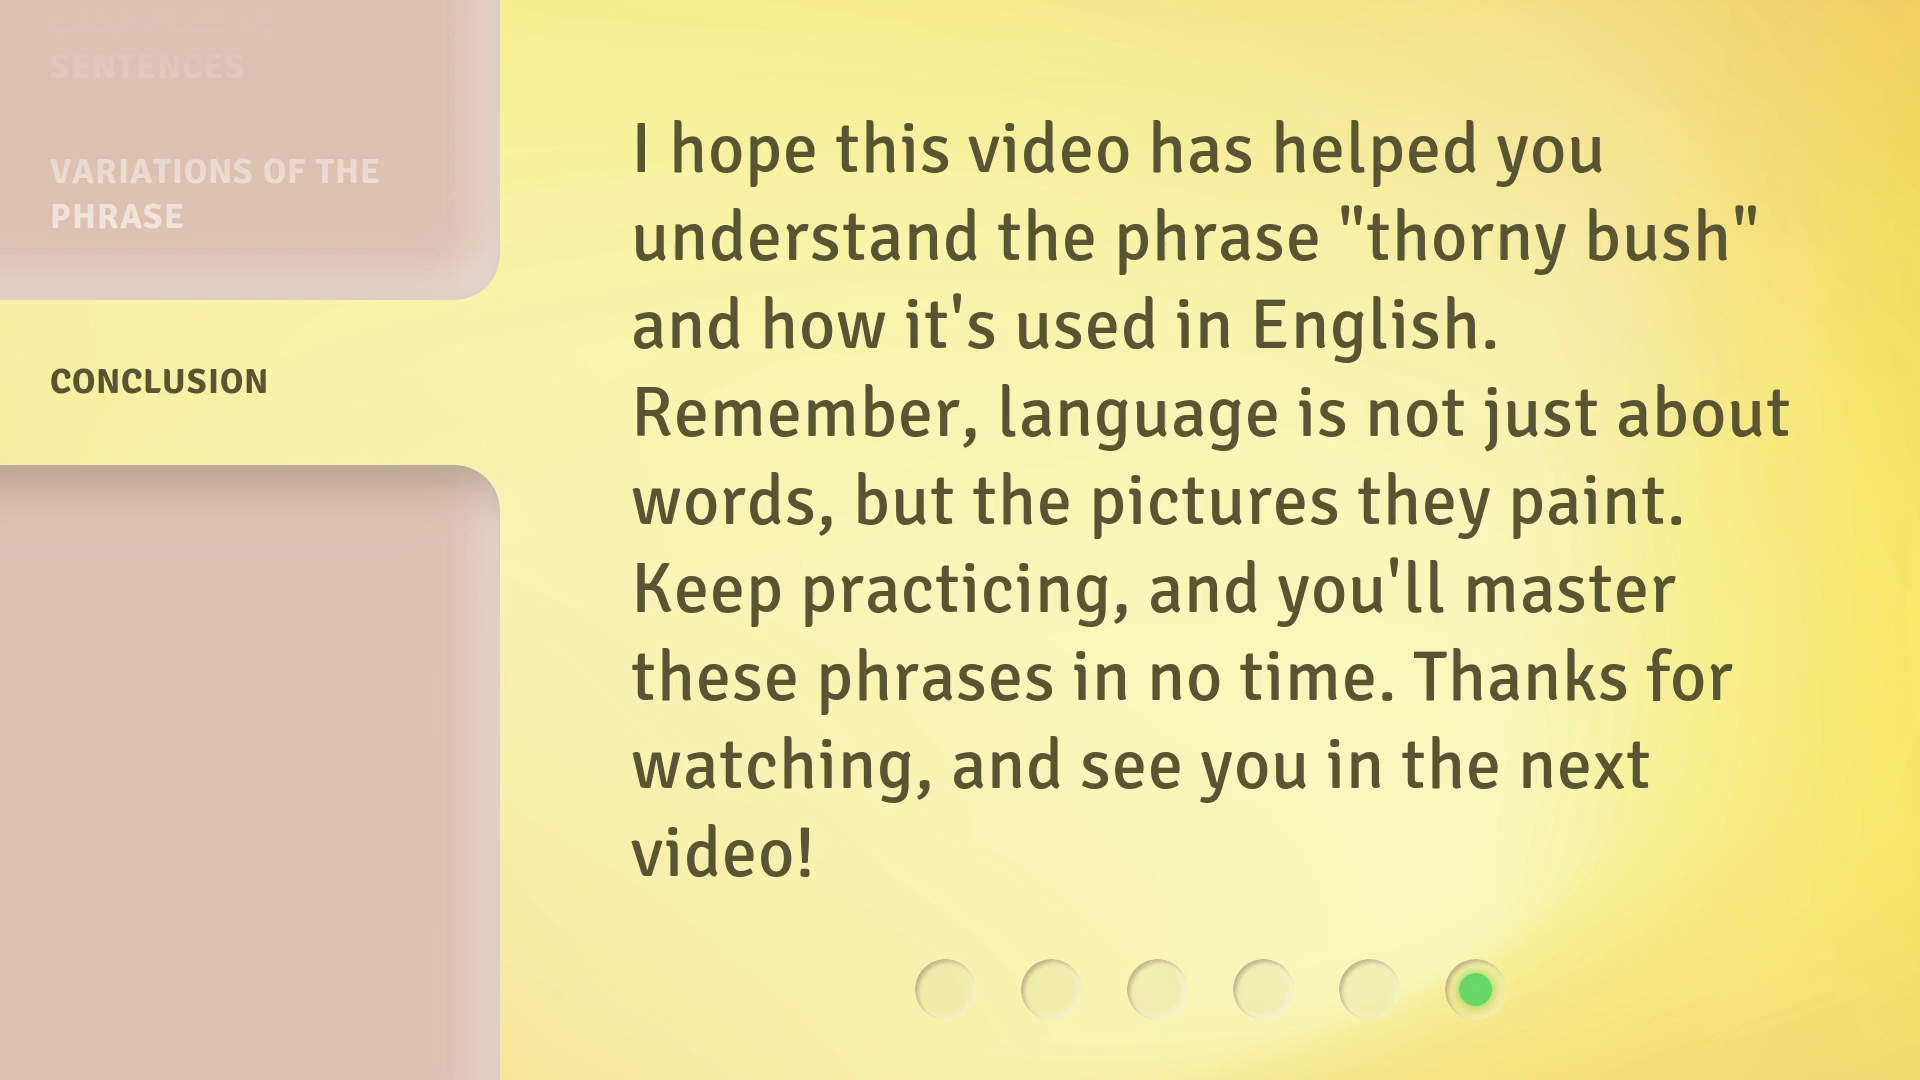 SENTENCES
VARIATIONS OF THE
PHRASE
CONCLUSION
I hope this video has helped you
understand the phrase "thorny bush"
and how it's used in English.
Remember, language is not just about
words, but the pictures they paint.
Keep practicing, and you'll master
these phrases in no time. Thanks for
watching, and see you in the next
video!